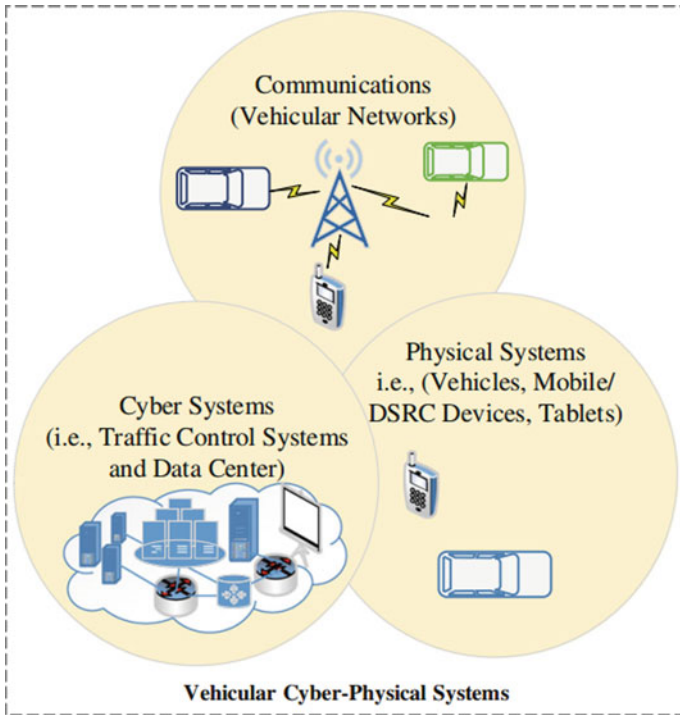 Communications
(Vehicular Networks)
Physical Systems
i.e., (Vehicles, Mobile/
DSRC Devices, Tablets)
Cyber Systems
(i.e., Traffic Control Systems
and Data Center)
Vehicular Cyber-Physical Systems